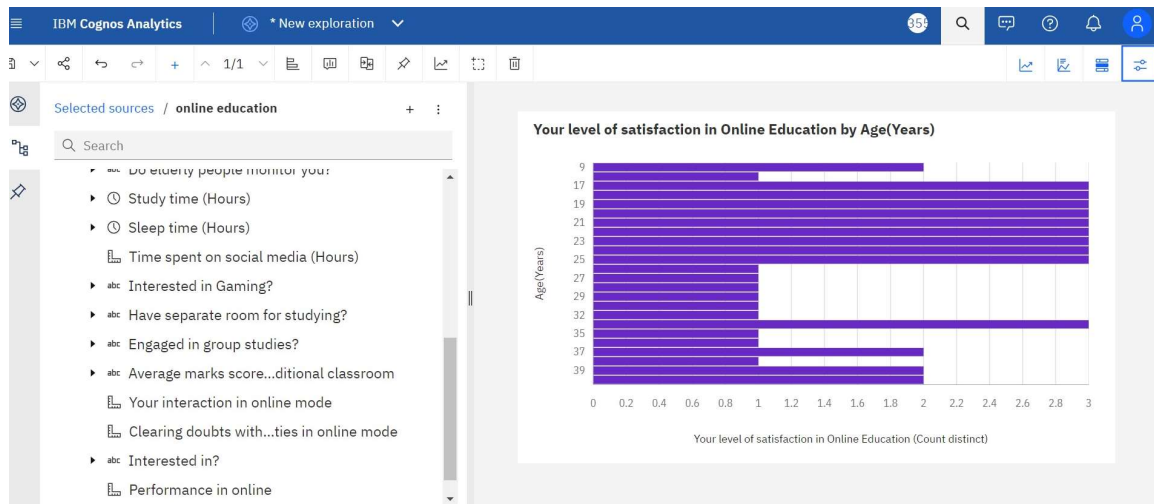 IBM Cognos Analytics
* New exploration
1/1
Selected sources / online education
Search
abc Do elderly people monitor you?
Study time (Hours)
Sleep time (Hours)
Time spent on social media (Hours)
abc Interested in Gaming?
abc Have separate room for studying?
abc Engaged in group studies?
abc Average marks score...ditional classroom
Your interaction in online mode
Clearing doubts with...ties in online mode
abc Interested in?
Performance in online
Your level of satisfaction in Online Education by Age(Years)
Age(Years)
9
17
19
21
23
25
27
29
32
35
37
39
0 0.2 0.4 0.6 0.8 1 1.2 1.4 1.6 1.8 2 2.2 2.4 2.6 2.8 3
Your level of satisfaction in Online Education (Count distinct)